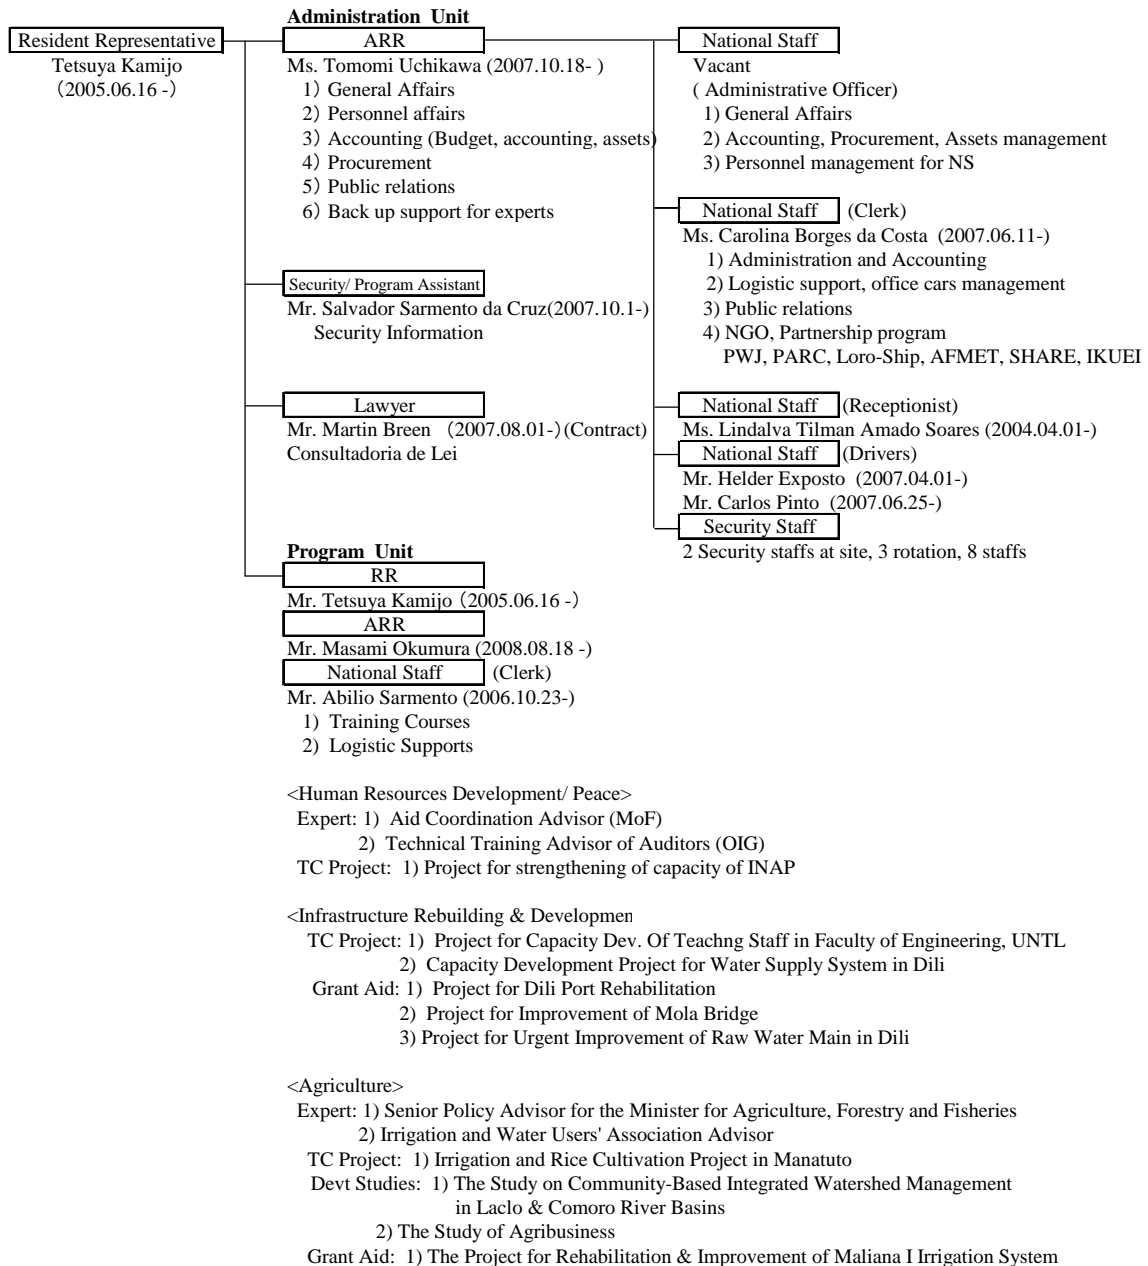 Administration Unit
Resident Representative
Tetsuya Kamijo
(2005.06.16 -)
ARR
Ms. Tomomi Uchikawa (2007.10.18- )
1) General Affairs
2) Personnel affairs
3) Accounting (Budget, accounting, assets)
4) Procurement
5) Public relations
6) Back up support for experts
National Staff
Vacant
( Administrative Officer)
1) General Affairs
2) Accounting, Procurement, Assets management
3) Personnel management for NS
National Staff (Clerk)
Ms. Carolina Borges da Costa (2007.06.11-)
1) Administration and Accounting
2) Logistic support, office cars management
3) Public relations
4) NGO, Partnership program
PWJ, PARC, Loro-Ship, AFMET, SHARE, IKUEI
Security/ Program Assistant
Mr. Salvador Sarmento da Cruz(2007.10.1-)
Security Information
Lawyer
Mr. Martin Breen (2007.08.01-)(Contract)
Consultadoria de Lei
National Staff (Receptionist)
Ms. Lindalva Tilman Amado Soares (2004.04.01-)
National Staff (Drivers)
Mr. Helder Exposto (2007.04.01-)
Mr. Carlos Pinto (2007.06.25-)
Security Staff
2 Security staffs at site, 3 rotation, 8 staffs
Program Unit
RR
Mr. Tetsuya Kamijo (2005.06.16 -)
ARR
Mr. Masami Okumura (2008.08.18 -)
National Staff (Clerk)
Mr. Abilio Sarmento (2006.10.23-)
1) Training Courses
2) Logistic Supports
<Human Resources Development/ Peace>
Expert: 1) Aid Coordination Advisor (MoF)
2) Technical Training Advisor of Auditors (OIG)
TC Project: 1) Project for strengthening of capacity of INAP
<Infrastructure Rebuilding & Developmen
TC Project: 1) Project for Capacity Dev. Of Teachng Staff in Faculty of Engineering, UNTL
2) Capacity Development Project for Water Supply System in Dili
Grant Aid: 1) Project for Dili Port Rehabilitation
2) Project for Improvement of Mola Bridge
3) Project for Urgent Improvement of Raw Water Main in Dili
<Agriculture>
Expert: 1) Senior Policy Advisor for the Minister for Agriculture, Forestry and Fisheries
2) Irrigation and Water Users' Association Advisor
TC Project: 1) Irrigation and Rice Cultivation Project in Manatuto
Devt Studies: 1) The Study on Community-Based Integrated Watershed Management
in Laclo & Comoro River Basins
2) The Study of Agribusiness
Grant Aid: 1) The Project for Rehabilitation & Improvement of Maliana I Irrigation System